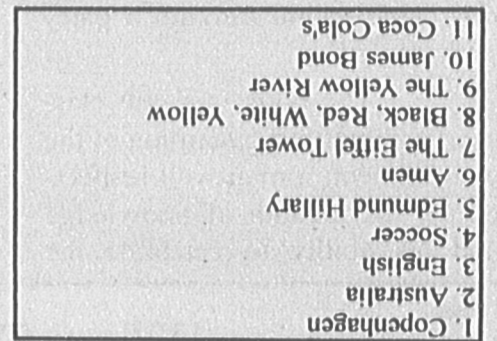 1. Copenhagen
2. Australia
3. English
4. Soccer
5. Edmund Hillary
6. Amen
7. The Eiffel Tower
8. Black, Red, White, Yellow
9. The Yellow River
10. James Bond
11. Coca Cola's